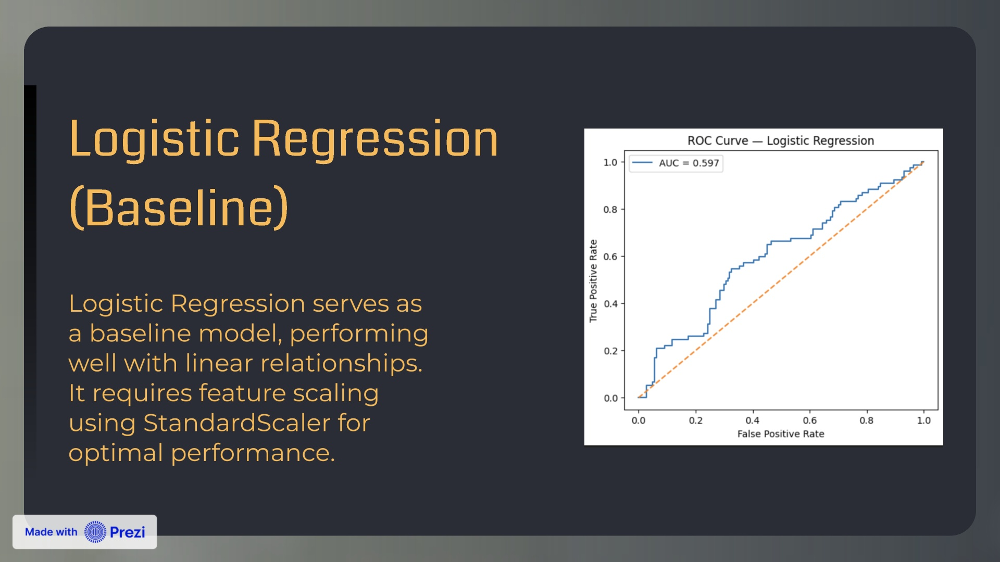 Logistic Regression
(Baseline)
Logistic Regression serves as
a baseline model, performing
well with linear relationships.
It requires feature scaling
using StandardScaler for
optimal performance.
ROC Curve — Logistic Regression
AUC = 0.597
True Positive Rate
1.0
0.8
0.6
0.4
0.2
0.0
0.0 0.2 0.4 0.6 0.8 1.0
False Positive Rate
Made with Prezi